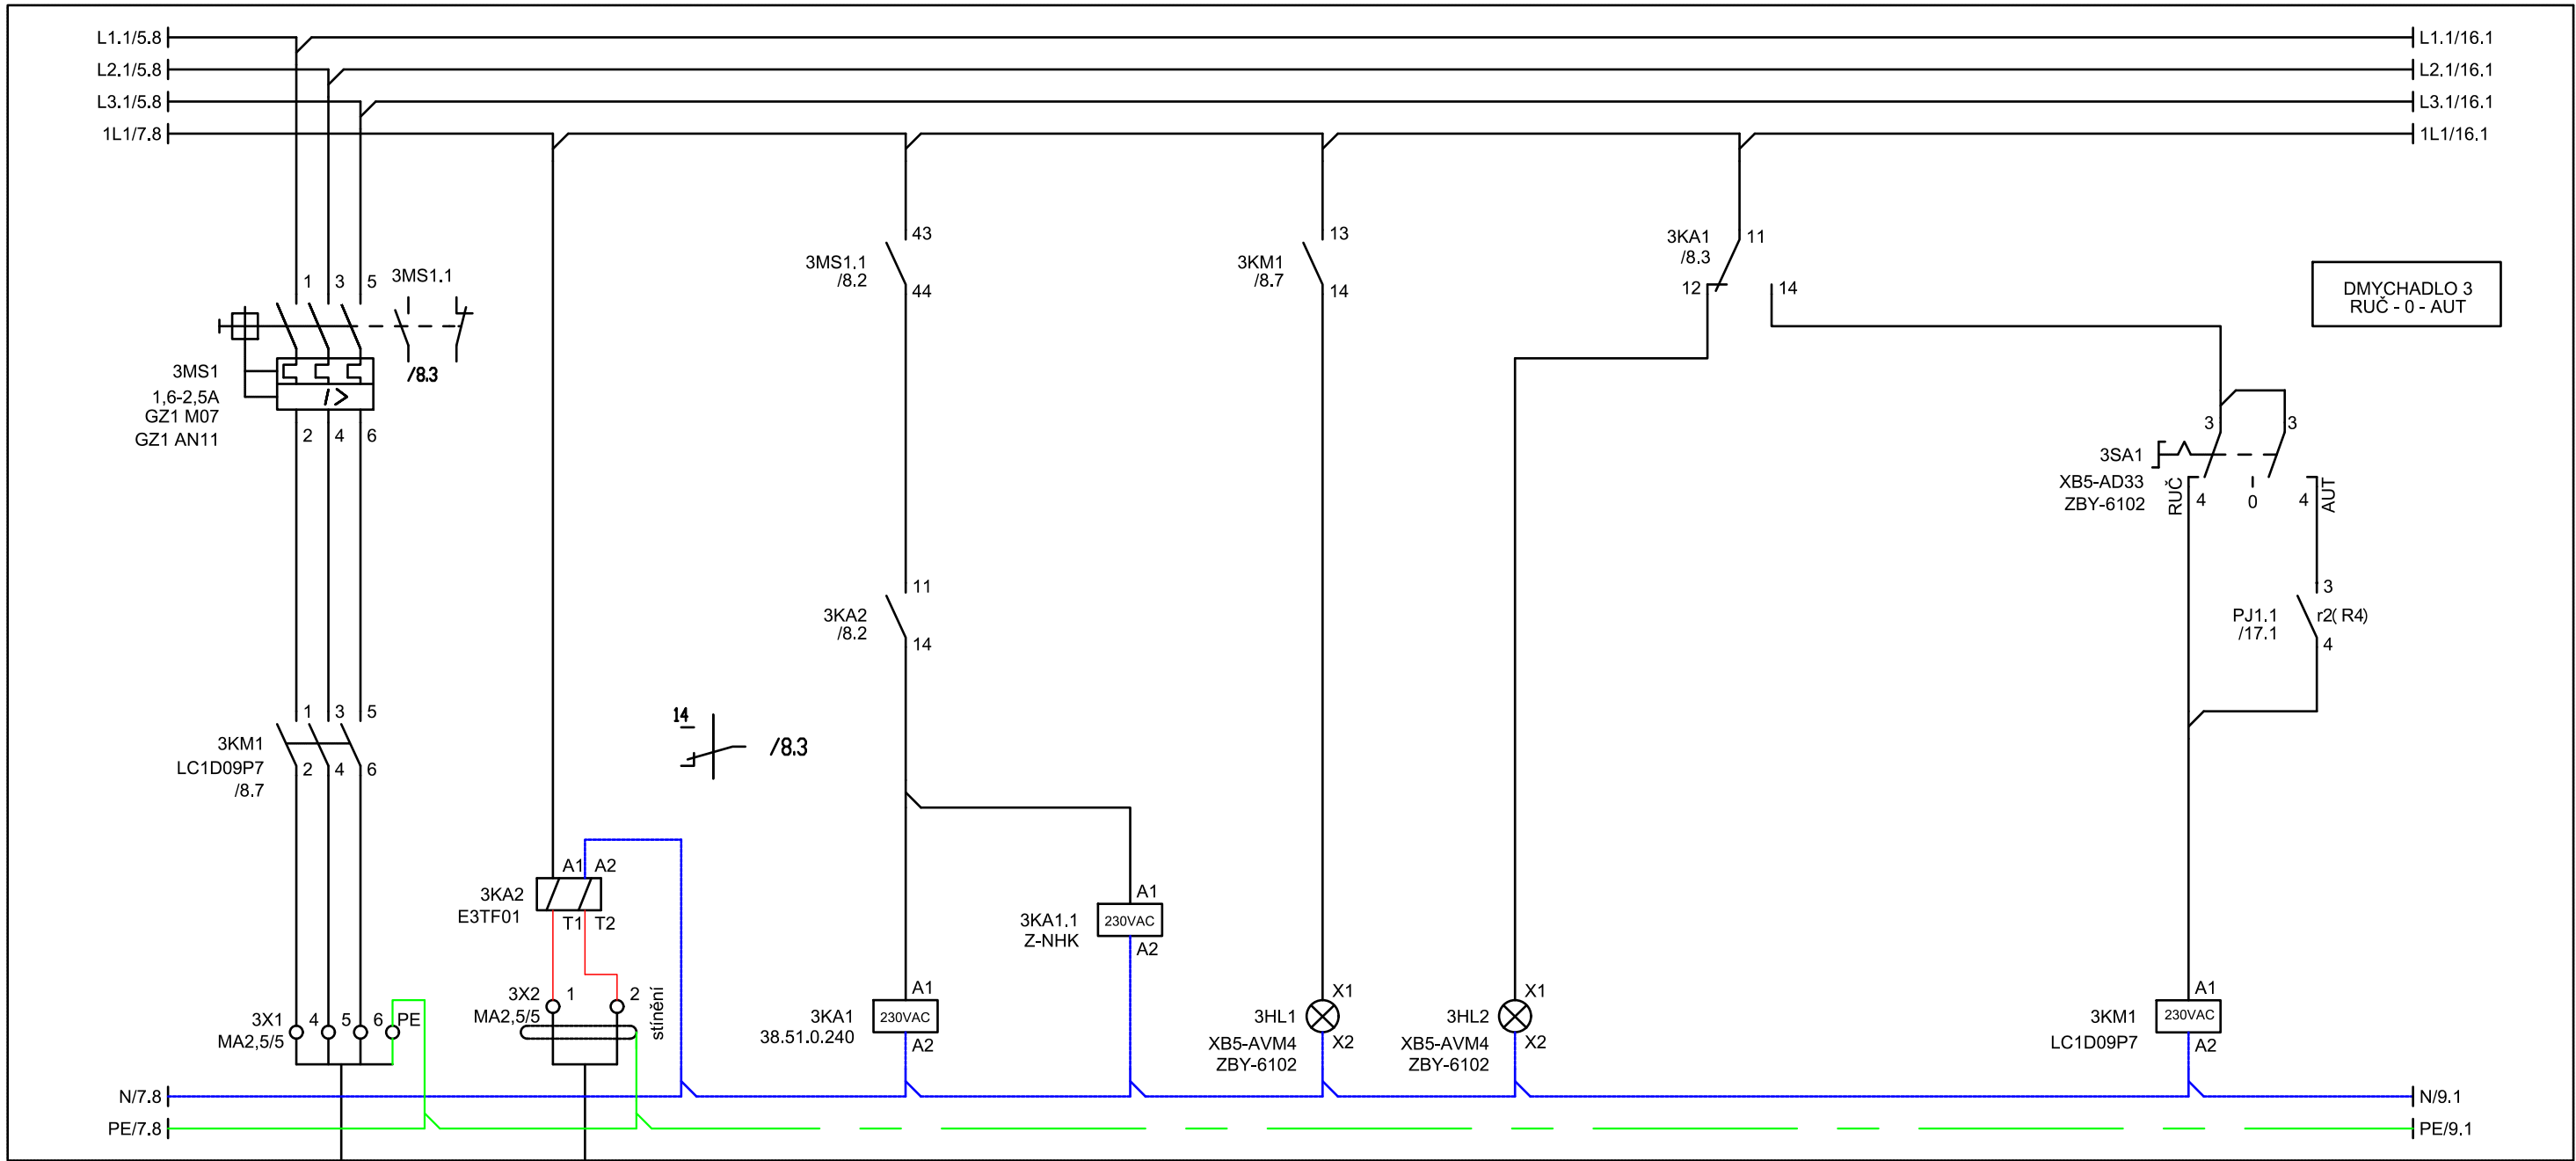 L1.1/5.8
L1.1/16.1
L2.1/5.8
L2.1/16.1
L3.1/5.8
L3.1/16.1
1L1/7.8
1L1/16.1
1 3 5
3MS1.1
/8.3
3MS1
1,6-2,5A
GZ1 M07
GZ1 AN11
2 4 6
1 3 5
3KM1
LC1D09P7
/8.7
2 4 6
3X1
MA2,5/5
4 5 6 PE
A1 A2
3KA2
E3TF01
T1 T2
3X2 1 2
MA2,5/5
stínění
14
/8.3
43
3MS1.1
/8.2
44
11
3KA2
/8.2
14
A1
3KA1
38.51.0.240
230VAC
A2
A1
3KA1.1
Z-NHK
230VAC
A2
13
3KM1
/8.7
14
X1
3HL1
XB5-AVM4
ZBY-6102
X2
3KA1
/8.3
11
12 14
X1
3HL2
XB5-AVM4
ZBY-6102
X2
DMYCHADLO 3
RUČ - 0 - AUT
3 3
3SA1
XB5-AD33
ZBY-6102
RUČ 4 0 4 AUT
3
PJ1.1
/17.1
r2( R4)
4
A1
3KM1
LC1D09P7
230VAC
A2
N/7.8
N/9.1
PE/7.8
PE/9.1